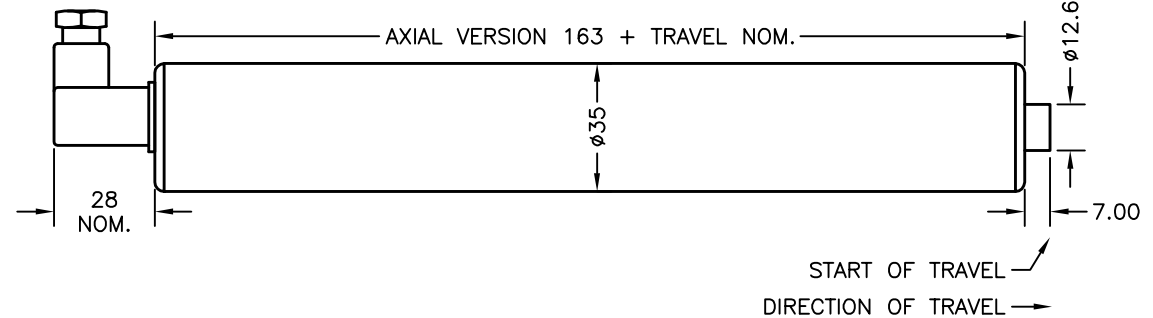 AXIAL VERSION 163 + TRAVEL NOM.
ø12.6
ø35
28
NOM.
7.00
START OF TRAVEL
DIRECTION OF TRAVEL